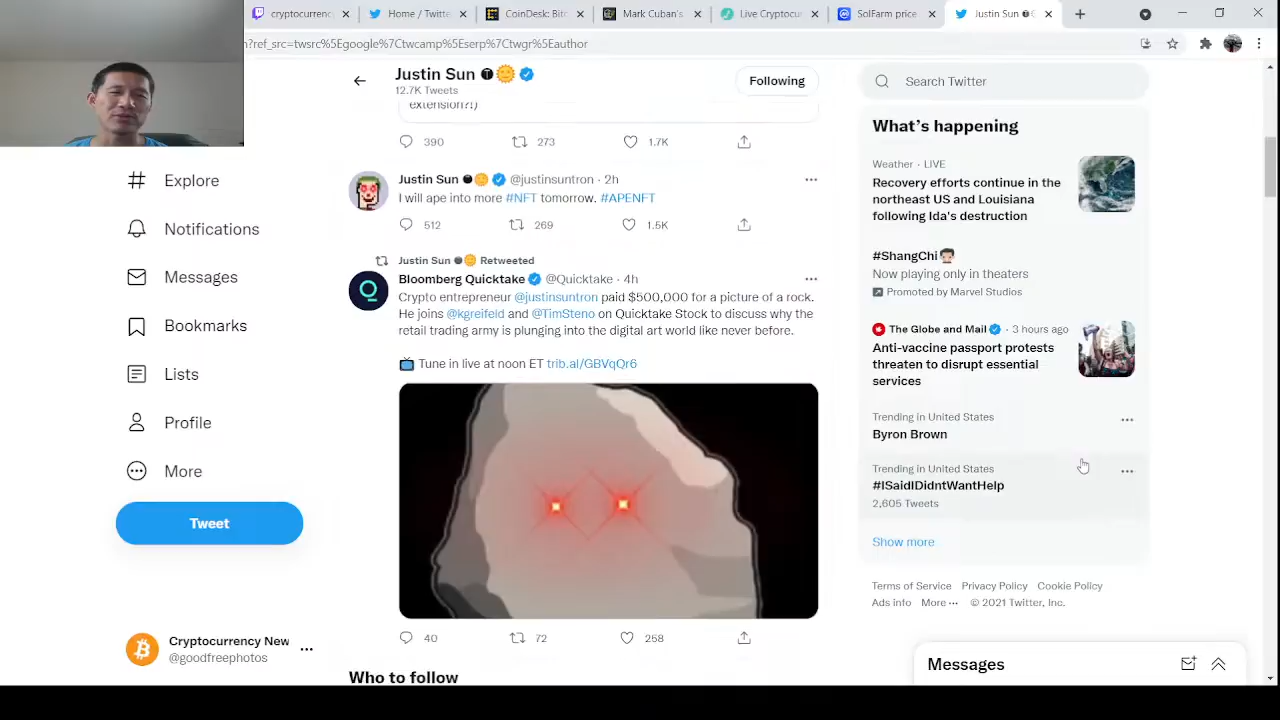 cryptocurrenc
Home / Twitte
CoinDesk: Bit
Mark Cuban's
Live Cryptocu
SolFarm price
Justin Sun
n?ref_src=twsrc%5Egoogle%7Ctwcamp%5Eserp%7Ctwgr%5Eauthor
Justin Sun
12.7K Tweets
Following
Search Twitter
extension?!)
390 273 1.7K
Explore
Notifications
Messages
Bookmarks
Lists
Profile
More
Tweet
Cryptocurrency New
@goodfreephotos
Justin Sun @justinsuntron · 2h
I will ape into more #NFT tomorrow. #APENFT
512 269 1.5K
Justin Sun Retweeted
Bloomberg Quicktake @Quicktake · 4h
Crypto entrepreneur @justinsuntron paid $500,000 for a picture of a rock.
He joins @kgreifeld and @TimSteno on Quicktake Stock to discuss why the
retail trading army is plunging into the digital art world like never before.
Tune in live at noon ET trib.al/GBVqQr6
40 72 258
Who to follow
What's happening
Weather · LIVE
Recovery efforts continue in the
northeast US and Louisiana
following Ida's destruction
#ShangChi
Now playing only in theaters
Promoted by Marvel Studios
The Globe and Mail · 3 hours ago
Anti-vaccine passport protests
threaten to disrupt essential
services
Trending in United States
Byron Brown
Trending in United States
#ISaidIDidntWantHelp
2,605 Tweets
Show more
Terms of Service Privacy Policy Cookie Policy
Ads info More ··· © 2021 Twitter, Inc.
Messages